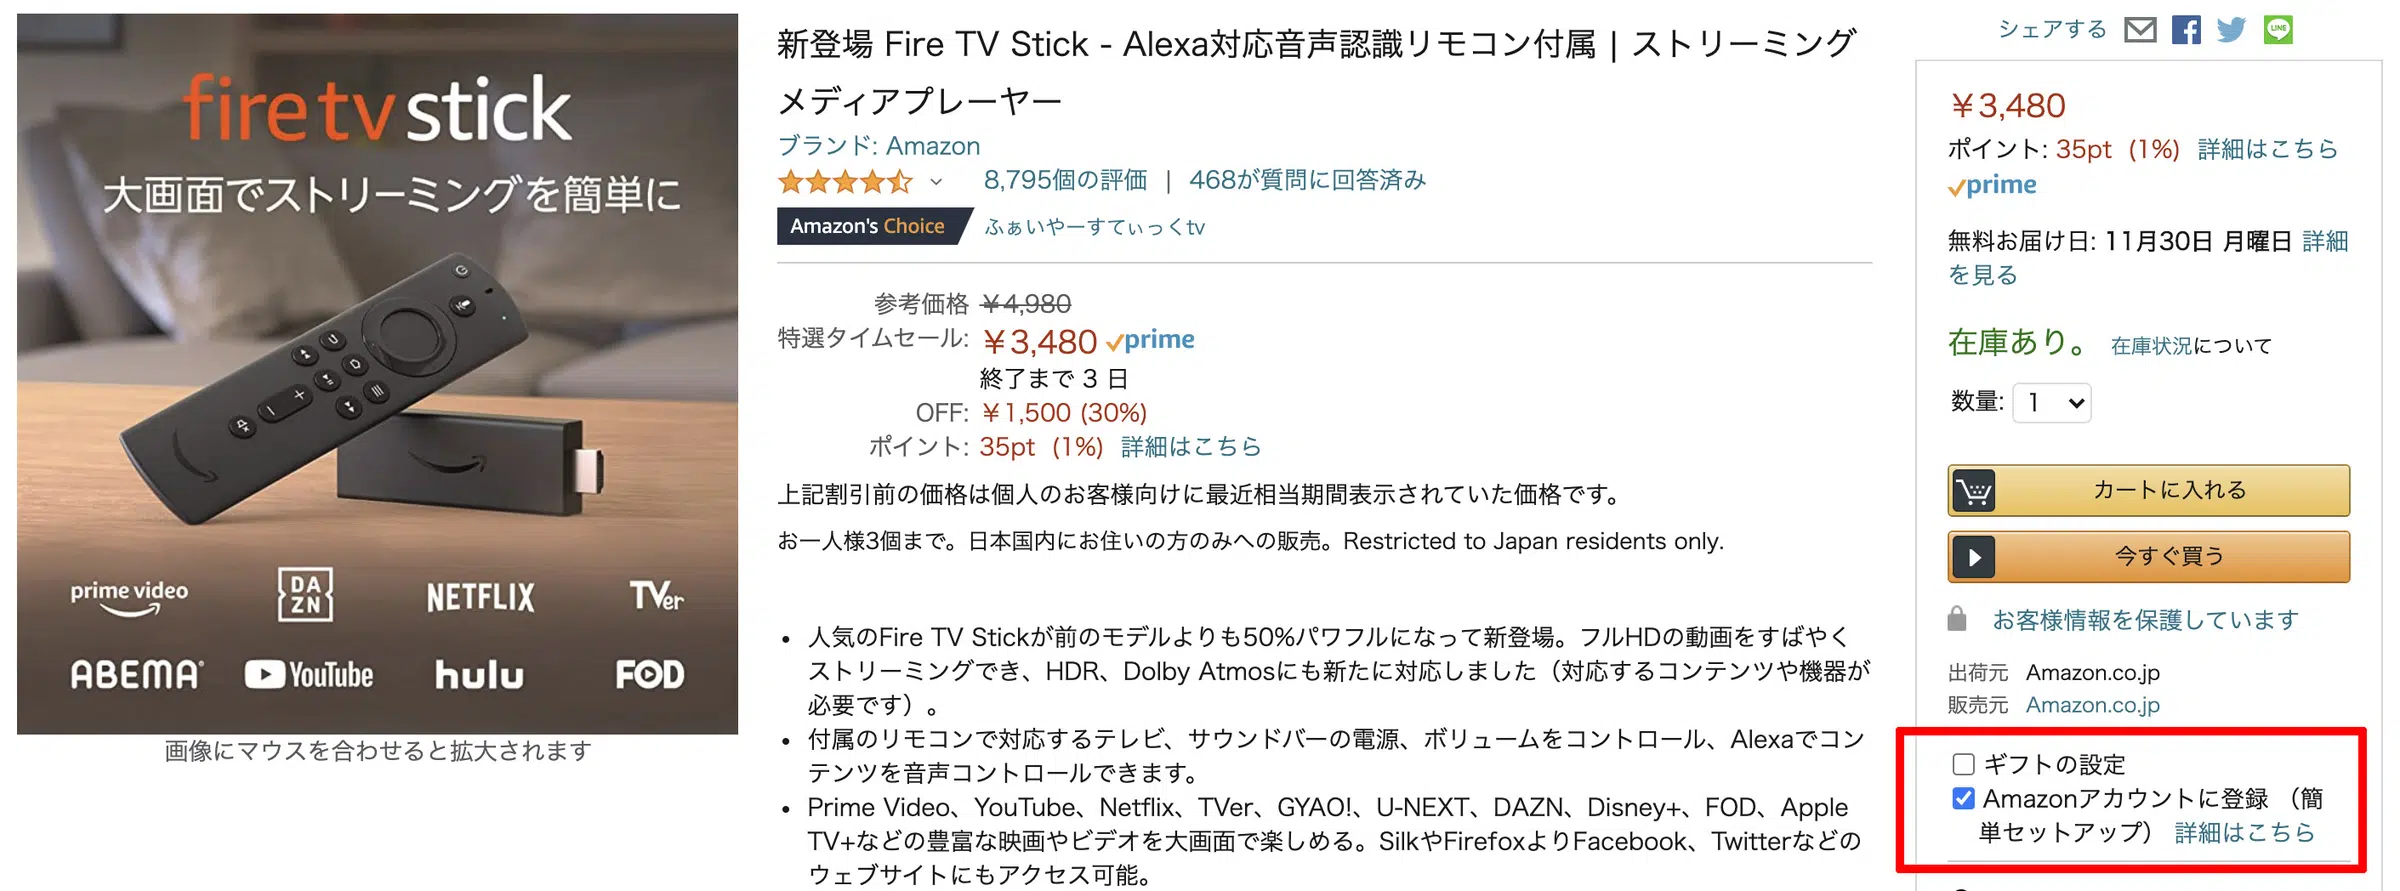 fire tv stick
大画面でストリーミングを簡単に
prime video
DAZN
NETFLIX
TVer
ABEMA
YouTube
hulu
FOD
画像にマウスを合わせると拡大されます
新登場 Fire TV Stick - Alexa対応音声認識リモコン付属 | ストリーミング
メディアプレーヤー
ブランド: Amazon
8,795個の評価 | 468が質問に回答済み
Amazon's Choice ふぁいやーすてぃっくtv
参考価格 ￥4,980
特選タイムセール: ￥3,480 prime
終了まで 3 日
OFF: ￥1,500 (30%)
ポイント: 35pt (1%) 詳細はこちら
上記割引前の価格は個人のお客様向けに最近相当期間表示されていた価格です。
お一人様3個まで。日本国内にお住いの方のみへの販売。Restricted to Japan residents only.
• 人気のFire TV Stickが前のモデルよりも50%パワフルになって新登場。フルHDの動画をすばやく
ストリーミングでき、HDR、Dolby Atmosにも新たに対応しました（対応するコンテンツや機器が
必要です）。
• 付属のリモコンで対応するテレビ、サウンドバーの電源、ボリュームをコントロール、Alexaでコン
テンツを音声コントロールできます。
• Prime Video、YouTube、Netflix、TVer、GYAO!、U-NEXT、DAZN、Disney+、FOD、Apple
TV+などの豊富な映画やビデオを大画面で楽しめる。SilkやFirefoxよりFacebook、Twitterなどの
ウェブサイトにもアクセス可能。
シェアする
LINE
￥3,480
ポイント: 35pt (1%) 詳細はこちら
prime
無料お届け日: 11月30日 月曜日 詳細
を見る
在庫あり。 在庫状況について
数量: 1
カートに入れる
今すぐ買う
お客様情報を保護しています
出荷元 Amazon.co.jp
販売元 Amazon.co.jp
ギフトの設定
Amazonアカウントに登録 （簡
単セットアップ） 詳細はこちら